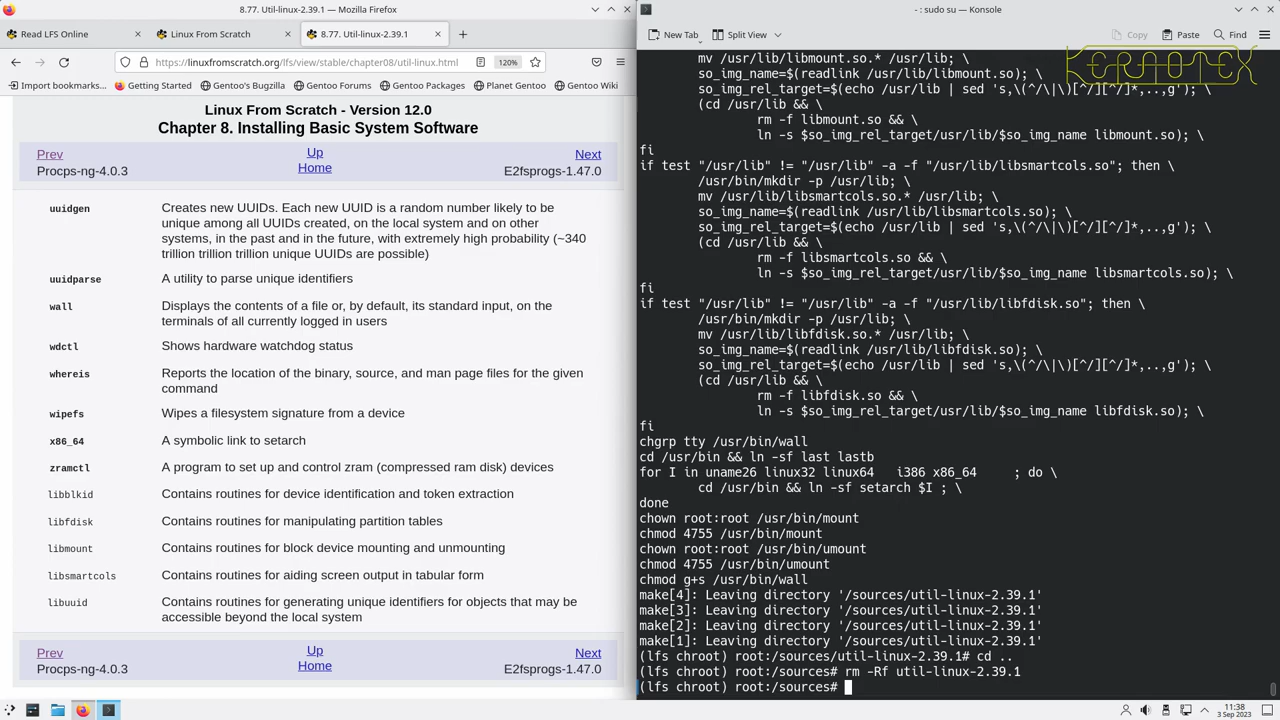 8.77. Util-linux-2.39.1 — Mozilla Firefox
Read LFS Online
Linux From Scratch
8.77. Util-linux-2.39.1
https://linuxfromscratch.org/lfs/view/stable/chapter08/util-linux.html
120%
Import bookmarks...
Getting Started
Gentoo's Bugzilla
Gentoo Forums
Gentoo Packages
Planet Gentoo
Gentoo Wiki
Linux From Scratch - Version 12.0
Chapter 8. Installing Basic System Software
Prev
Up
Next
Procps-ng-4.0.3
Home
E2fsprogs-1.47.0
uuidgen
Creates new UUIDs. Each new UUID is a random number likely to be
unique among all UUIDs created, on the local system and on other
systems, in the past and in the future, with extremely high probability (~340
trillion trillion trillion unique UUIDs are possible)
uuidparse
A utility to parse unique identifiers
wall
Displays the contents of a file or, by default, its standard input, on the
terminals of all currently logged in users
wdctl
Shows hardware watchdog status
whereis
Reports the location of the binary, source, and man page files for the given
command
wipefs
Wipes a filesystem signature from a device
x86_64
A symbolic link to setarch
zramctl
A program to set up and control zram (compressed ram disk) devices
libblkid
Contains routines for device identification and token extraction
libfdisk
Contains routines for manipulating partition tables
libmount
Contains routines for block device mounting and unmounting
libsmartcols
Contains routines for aiding screen output in tabular form
libuuid
Contains routines for generating unique identifiers for objects that may be
accessible beyond the local system
Prev
Up
Next
Procps-ng-4.0.3
Home
E2fsprogs-1.47.0
- : sudo su — Konsole
New Tab
Split View
Copy
Paste
Find
KERNOTEX
mv /usr/lib/libmount.so.* /usr/lib; \
so_img_name=$(readlink /usr/lib/libmount.so); \
so_img_rel_target=$(echo /usr/lib | sed 's,\(^/\|\)[^/][^/]*,..,g'); \
(cd /usr/lib && \
rm -f libmount.so && \
ln -s $so_img_rel_target/usr/lib/$so_img_name libmount.so); \
fi
if test "/usr/lib" != "/usr/lib" -a -f "/usr/lib/libsmartcols.so"; then \
/usr/bin/mkdir -p /usr/lib; \
mv /usr/lib/libsmartcols.so.* /usr/lib; \
so_img_name=$(readlink /usr/lib/libsmartcols.so); \
so_img_rel_target=$(echo /usr/lib | sed 's,\(^/\|\)[^/][^/]*,..,g'); \
(cd /usr/lib && \
rm -f libsmartcols.so && \
ln -s $so_img_rel_target/usr/lib/$so_img_name libsmartcols.so); \
fi
if test "/usr/lib" != "/usr/lib" -a -f "/usr/lib/libfdisk.so"; then \
/usr/bin/mkdir -p /usr/lib; \
mv /usr/lib/libfdisk.so.* /usr/lib; \
so_img_name=$(readlink /usr/lib/libfdisk.so); \
so_img_rel_target=$(echo /usr/lib | sed 's,\(^/\|\)[^/][^/]*,..,g'); \
(cd /usr/lib && \
rm -f libfdisk.so && \
ln -s $so_img_rel_target/usr/lib/$so_img_name libfdisk.so); \
fi
chgrp tty /usr/bin/wall
cd /usr/bin && ln -sf last lastb
for I in uname26 linux32 linux64 i386 x86_64 ; do \
cd /usr/bin && ln -sf setarch $I ; \
done
chown root:root /usr/bin/mount
chmod 4755 /usr/bin/mount
chown root:root /usr/bin/umount
chmod 4755 /usr/bin/umount
chmod g+s /usr/bin/wall
make[4]: Leaving directory '/sources/util-linux-2.39.1'
make[3]: Leaving directory '/sources/util-linux-2.39.1'
make[2]: Leaving directory '/sources/util-linux-2.39.1'
make[1]: Leaving directory '/sources/util-linux-2.39.1'
(lfs chroot) root:/sources/util-linux-2.39.1# cd ..
(lfs chroot) root:/sources# rm -Rf util-linux-2.39.1
(lfs chroot) root:/sources#
11:38
3 Sep 2023